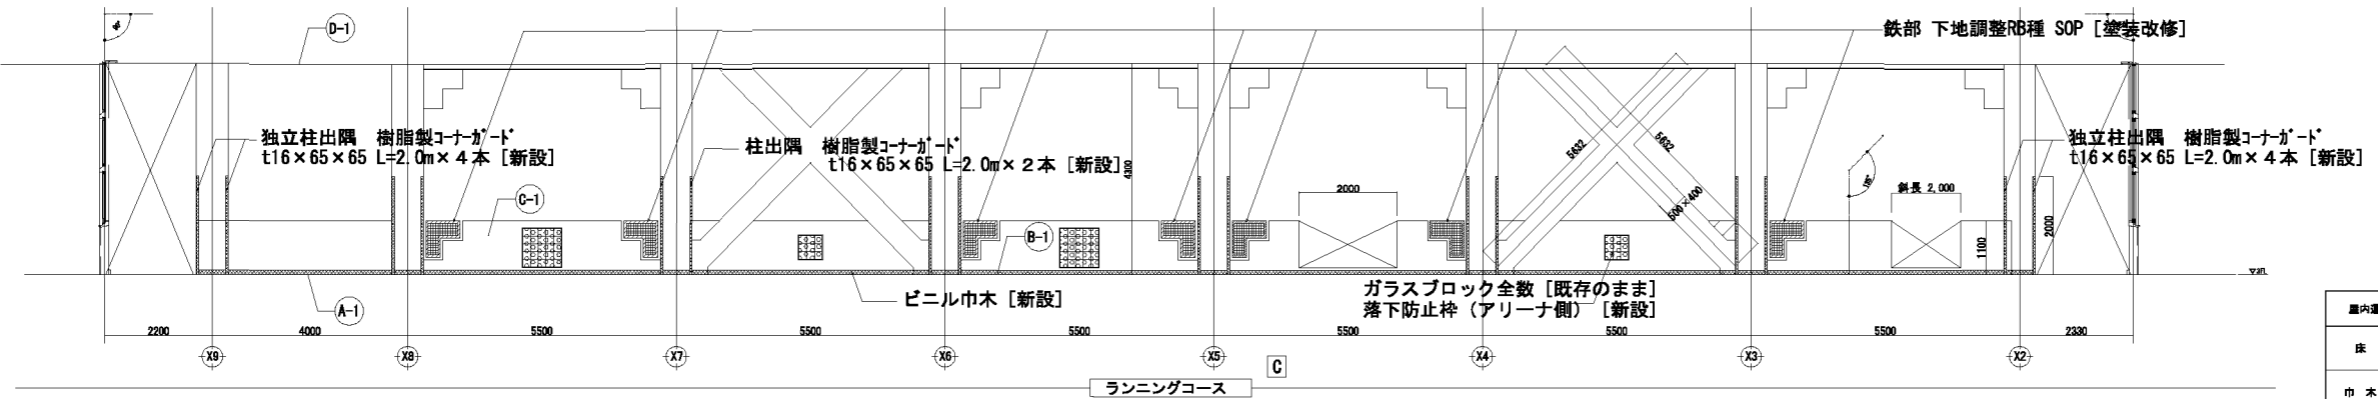 D-1
鉄部 下地調整RB種 SOP [塗装改修]
独立柱出隅 樹脂製ｺｰﾅｰｶﾞｰﾄﾞ
t16×65×65 L=2.0m×4本 [新設]
柱出隅 樹脂製ｺｰﾅｰｶﾞｰﾄﾞ
t16×65×65 L=2.0m×2本 [新設]
4300
5632
5632
独立柱出隅 樹脂製ｺｰﾅｰｶﾞｰﾄﾞ
t16×65×65 L=2.0m×4本 [新設]
C-1
2000
500×400
斜長 2,000
B-1
1100
2000
A-1
ビニル巾木 [新設]
ガラスブロック全数 [既存のまま]
落下防止枠（アリーナ側） [新設]
2200
4000
5500
5500
5500
5500
5500
5500
2330
X9
X8
X7
X6
X5
X4
X3
X2
C
ランニングコース
床
巾 木